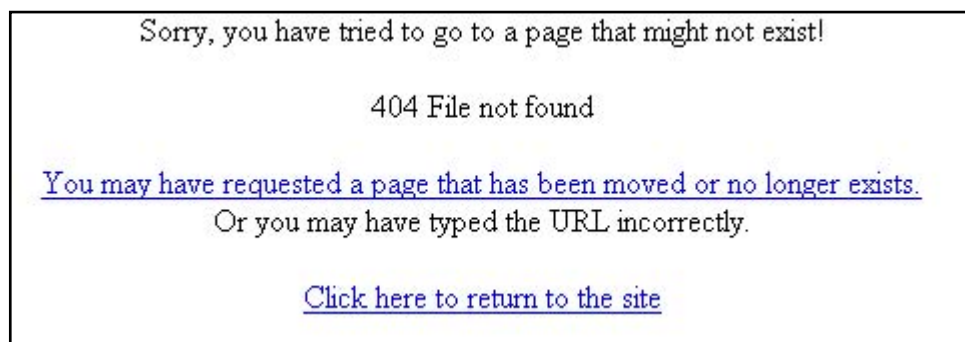 Sorry, you have tried to go to a page that might not exist!
404 File not found
You may have requested a page that has been moved or no longer exists.
Or you may have typed the URL incorrectly.
Click here to return to the site